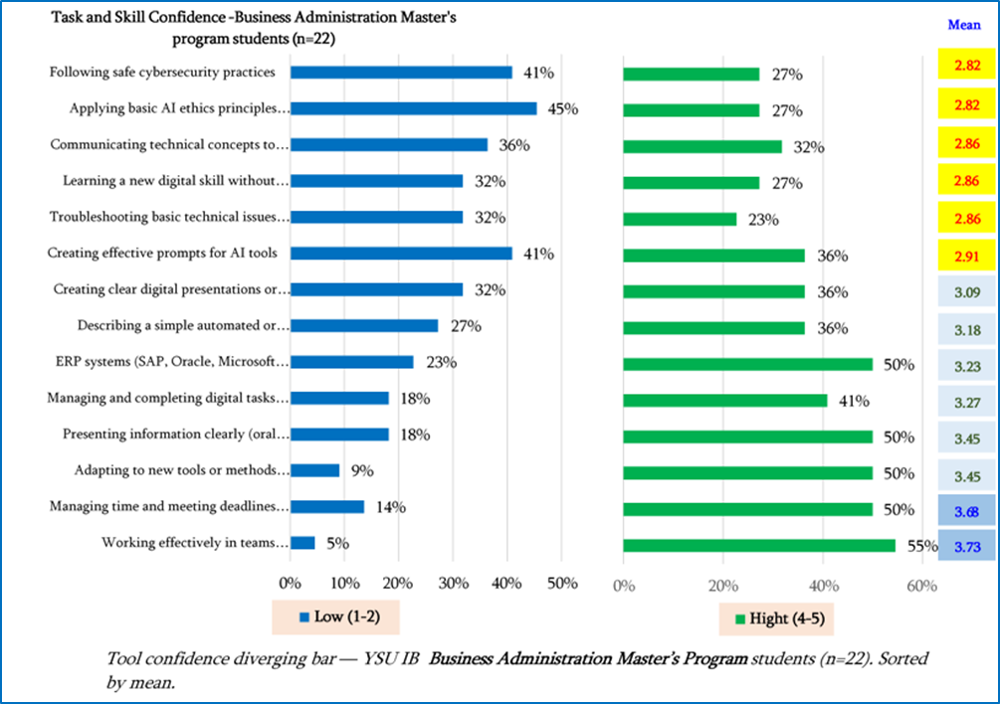 Task and Skill Confidence -Business Administration Master's
program students (n=22)
Mean
Following safe cybersecurity practices 41% 27% 2.82
Applying basic AI ethics principles... 45% 27% 2.82
Communicating technical concepts to... 36% 32% 2.86
Learning a new digital skill without... 32% 27% 2.86
Troubleshooting basic technical issues... 32% 23% 2.86
Creating effective prompts for AI tools 41% 36% 2.91
Creating clear digital presentations or... 32% 36% 3.09
Describing a simple automated or... 27% 36% 3.18
ERP systems (SAP, Oracle, Microsoft... 23% 50% 3.23
Managing and completing digital tasks... 18% 41% 3.27
Presenting information clearly (oral... 18% 50% 3.45
Adapting to new tools or methods... 9% 50% 3.45
Managing time and meeting deadlines... 14% 50% 3.68
Working effectively in teams... 5% 55% 3.73
0% 10% 20% 30% 40% 50% 0% 20% 40% 60%
Low (1-2) Hight (4-5)
Tool confidence diverging bar — YSU IB Business Administration Master's Program students (n=22). Sorted
by mean.